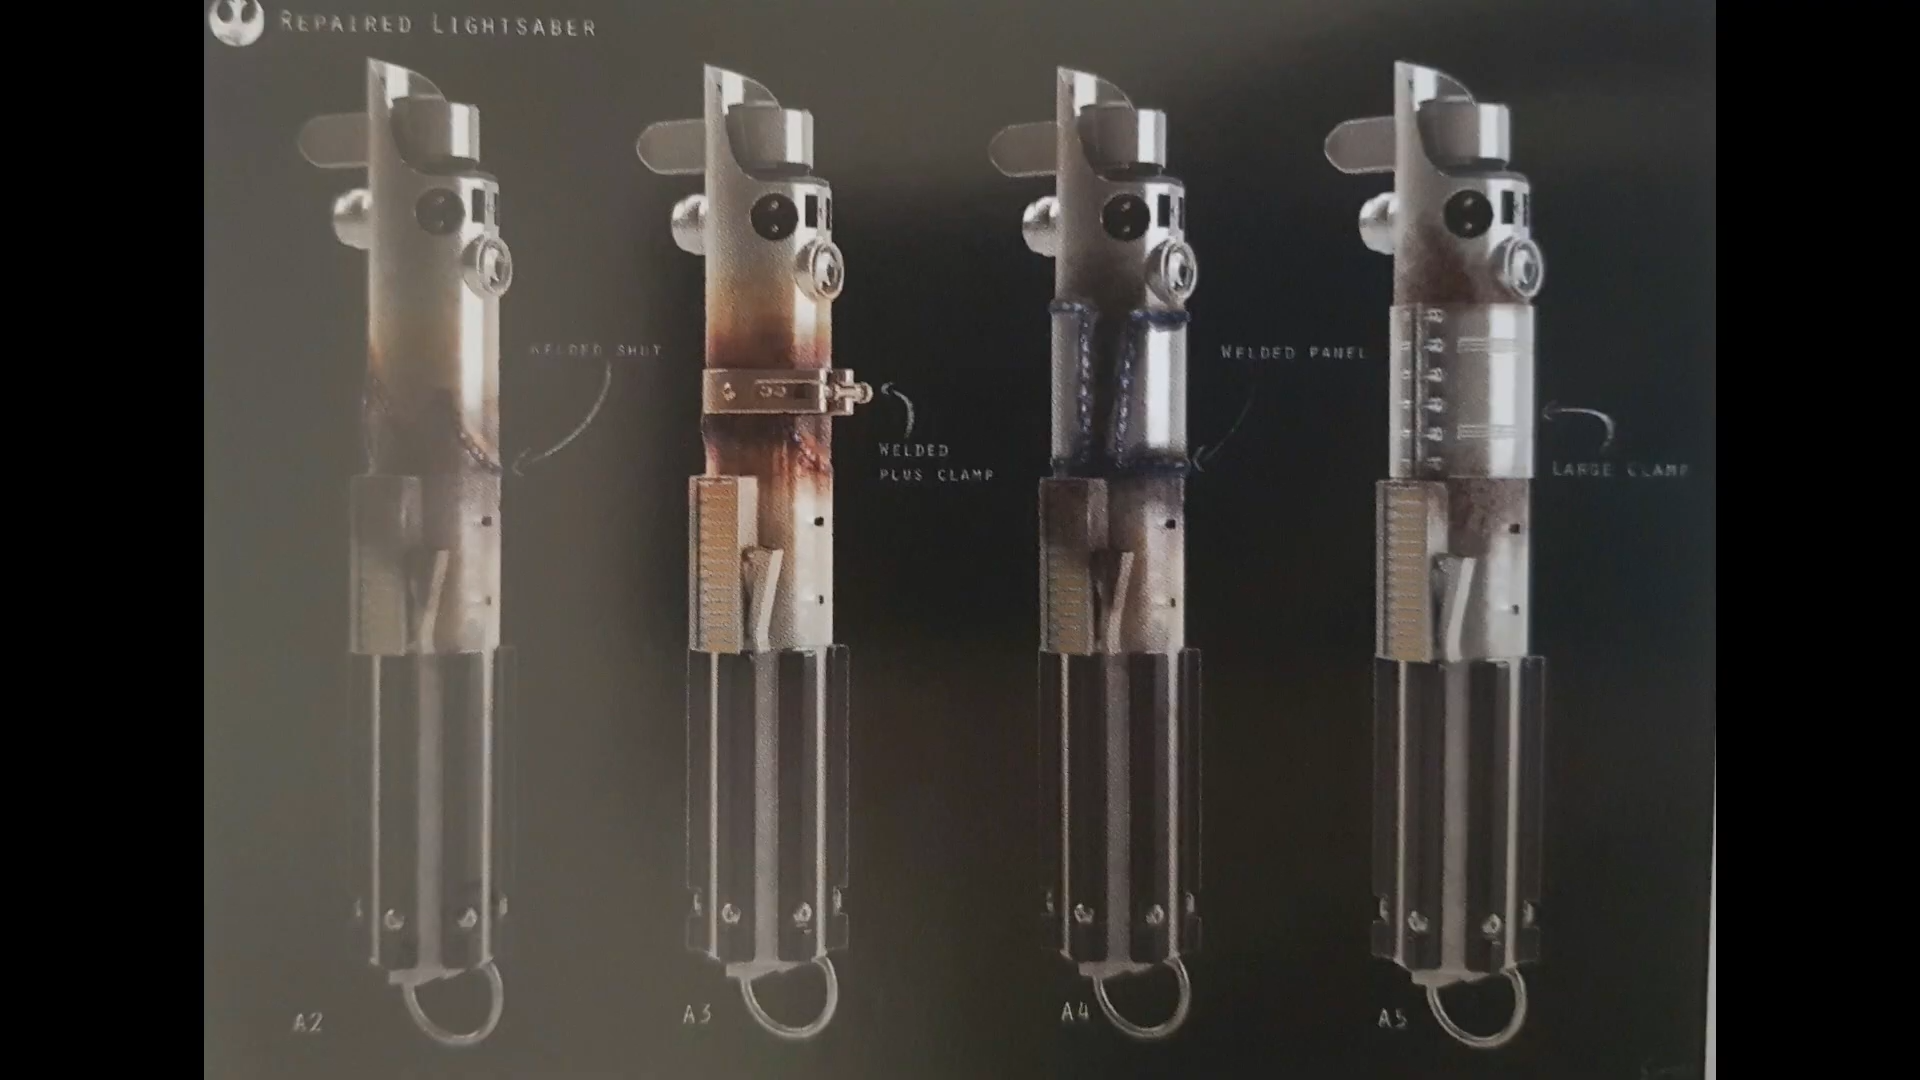 REPAIRED LIGHTSABER
WELDED SHUT
WELDED
PLUS CLAMP
WELDED PANEL
LARGE CLAMP
A2
A3
A4
A5